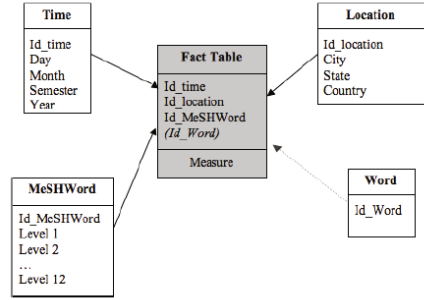 Time
Id_time
Day
Month
Semester
Year
Fact Table
Id_time
Id_location
Id_MeSHWord
(Id_Word)
Measure
Location
Id_location
City
State
Country
MeSHWord
Id_MeSHWord
Level 1
Level 2
...
Level 12
Word
Id_Word